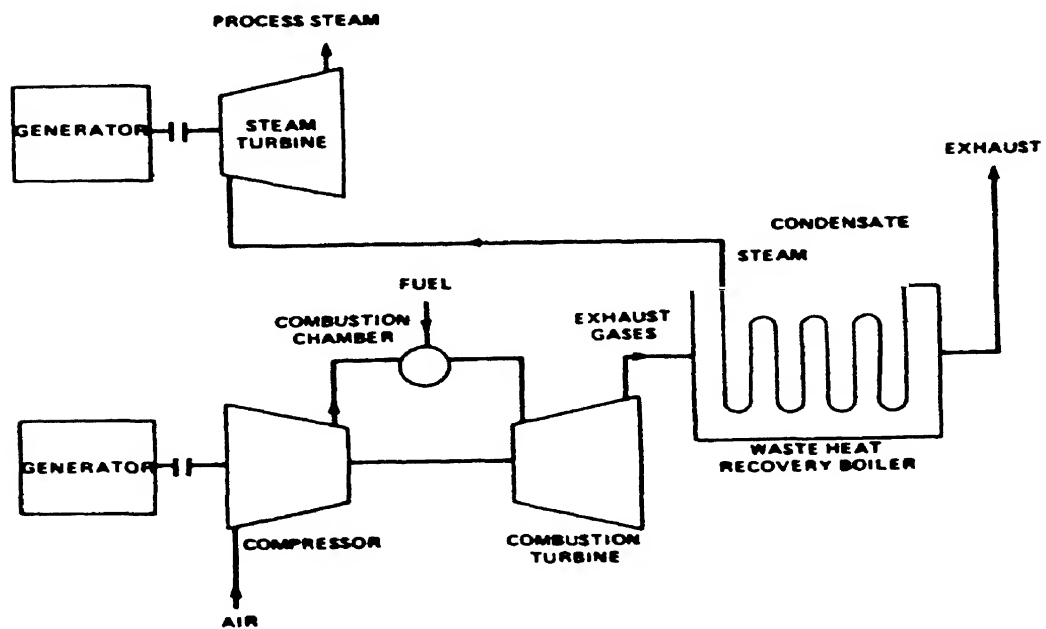 PROCESS STEAM
GENERATOR
STEAM
TURBINE
EXHAUST
CONDENSATE
STEAM
FUEL
COMBUSTION
CHAMBER
EXHAUST
GASES
GENERATOR
WASTE HEAT
RECOVERY BOILER
COMPRESSOR
COMBUSTION
TURBINE
AIR